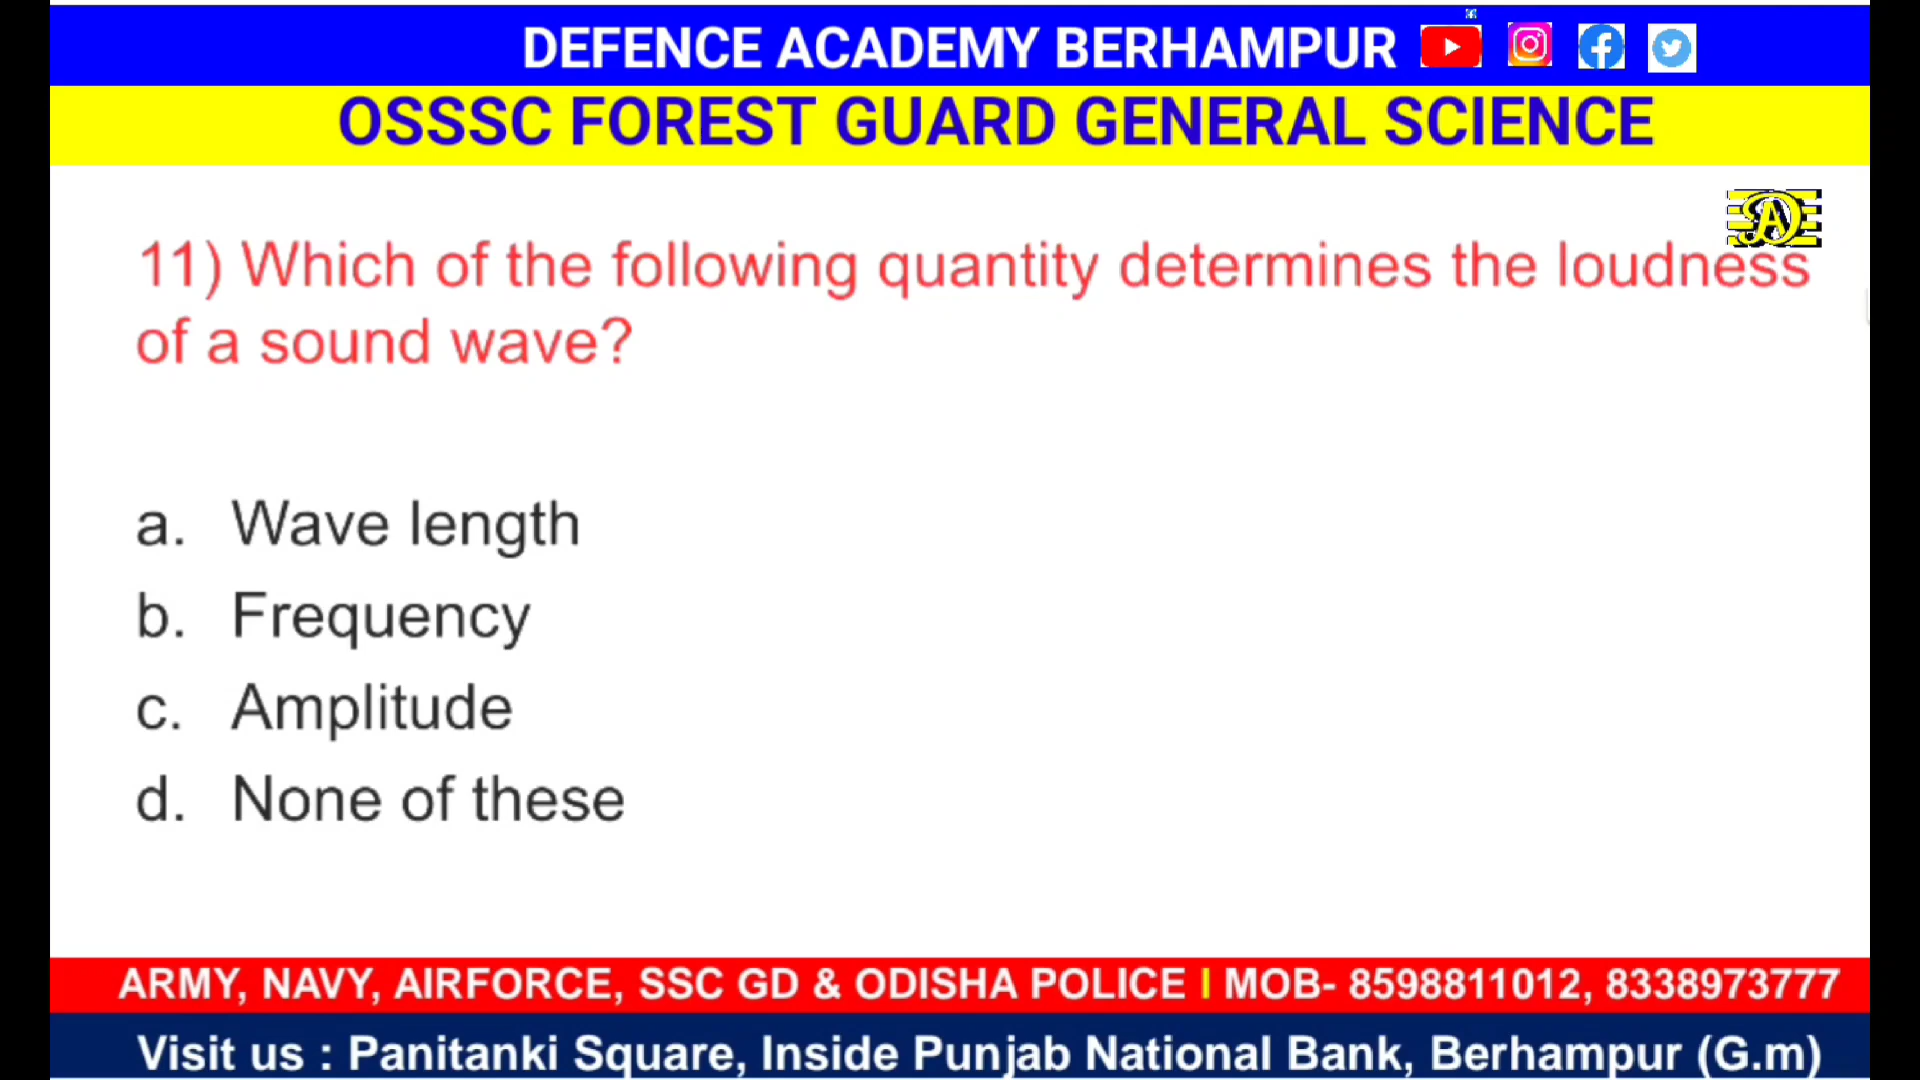 DEFENCE ACADEMY BERHAMPUR
OSSSC FOREST GUARD GENERAL SCIENCE
11) Which of the following quantity determines the loudness
of a sound wave?
a. Wave length
b. Frequency
c. Amplitude
d. None of these
ARMY, NAVY, AIRFORCE, SSC GD & ODISHA POLICE I MOB- 8598811012, 8338973777
Visit us : Panitanki Square, Inside Punjab National Bank, Berhampur (G.m)